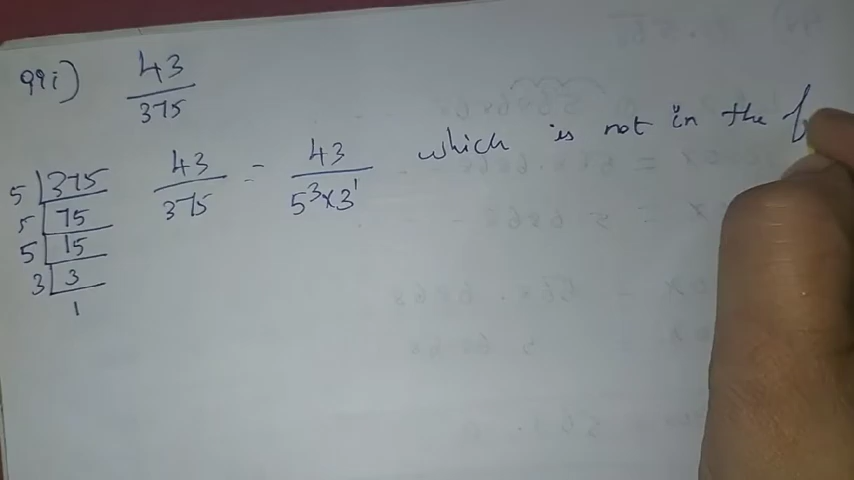 99i) 43/375
5 | 375
5 | 75
5 | 15
3 | 3
1
43/375 = 43/5³×3¹ which is not in the